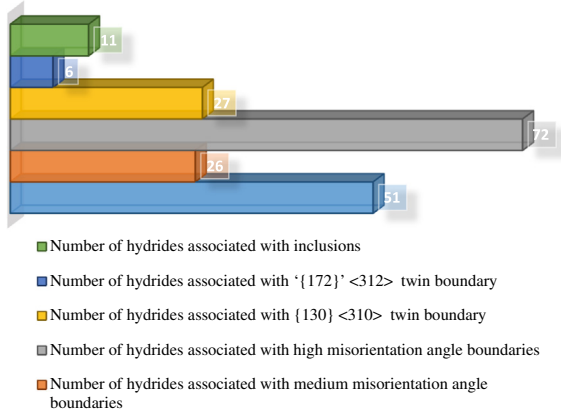 11
6
27
72
26
51
Number of hydrides associated with inclusions
Number of hydrides associated with ‘{172}’ <312> twin boundary
Number of hydrides associated with {130} <310> twin boundary
Number of hydrides associated with high misorientation angle boundaries
Number of hydrides associated with medium misorientation angle
boundaries